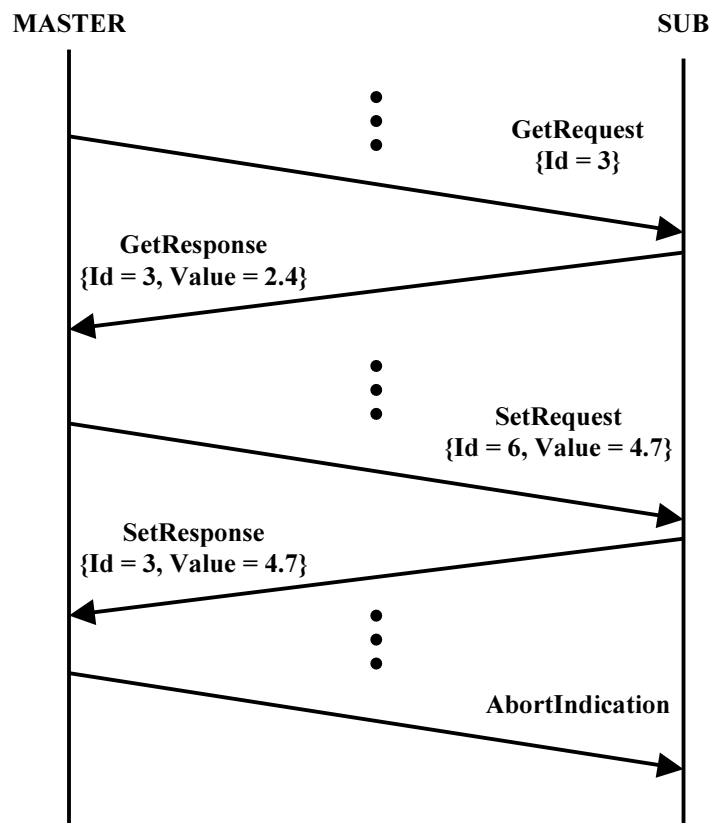 MASTER
SUB
GetRequest
{Id = 3}
GetResponse
{Id = 3, Value = 2.4}
SetRequest
{Id = 6, Value = 4.7}
SetResponse
{Id = 3, Value = 4.7}
AbortIndication